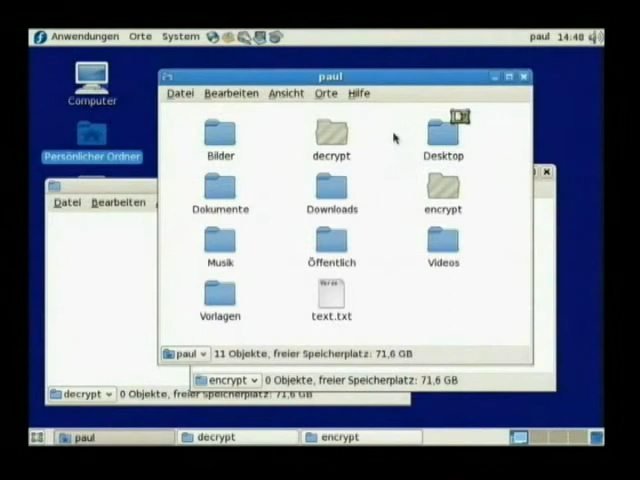 Anwendungen Orte System paul 14:40
Computer
Persönlicher Ordner
paul
Datei Bearbeiten Ansicht Orte Hilfe
Bilder decrypt Desktop
Dokumente Downloads encrypt
Musik Öffentlich Videos
Vorlagen text.txt
paul 11 Objekte, freier Speicherplatz: 71,6 GB
Datei Bearbeiten
encrypt 0 Objekte, freier Speicherplatz: 71,6 GB
decrypt 0 Objekte, freier Speicherplatz: 71,6 GB
paul decrypt encrypt